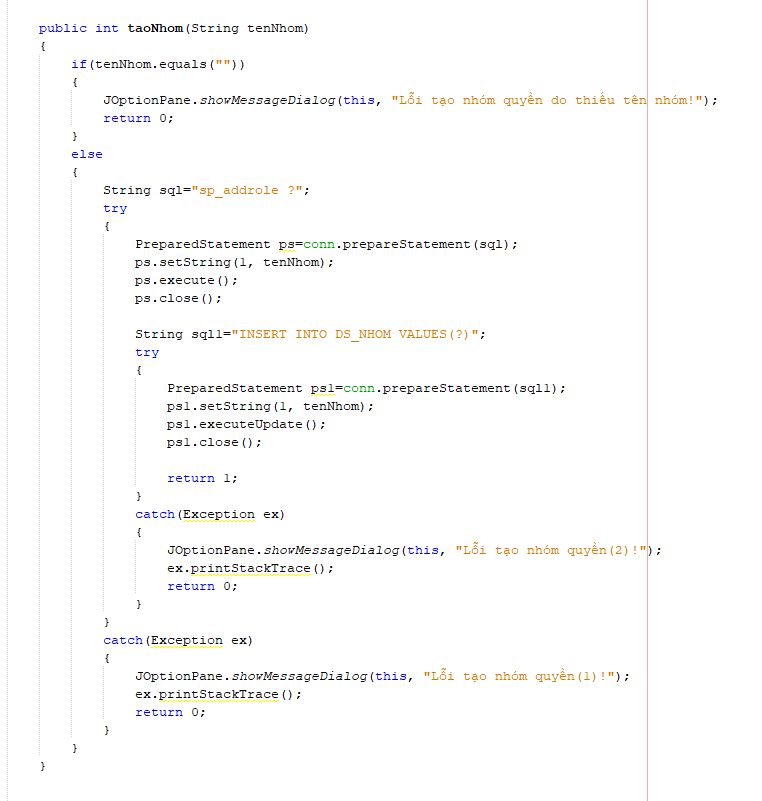 public int taoNhom(String tenNhom)
{
if(tenNhom.equals(""))
{
JOptionPane.showMessageDialog(this, "Lỗi tạo nhóm quyền do thiếu tên nhóm!");
return 0;
}
else
{
String sql="sp_addrole ?";
try
{
PreparedStatement ps=conn.prepareStatement(sql);
ps.setString(1, tenNhom);
ps.execute();
ps.close();
String sql1="INSERT INTO DS_NHOM VALUES(?)";
try
{
PreparedStatement ps1=conn.prepareStatement(sql1);
ps1.setString(1, tenNhom);
ps1.executeUpdate();
ps1.close();
return 1;
}
catch(Exception ex)
{
JOptionPane.showMessageDialog(this, "Lỗi tạo nhóm quyền(2)!");
ex.printStackTrace();
return 0;
}
}
catch(Exception ex)
{
JOptionPane.showMessageDialog(this, "Lỗi tạo nhóm quyền(1)!");
ex.printStackTrace();
return 0;
}
}
}